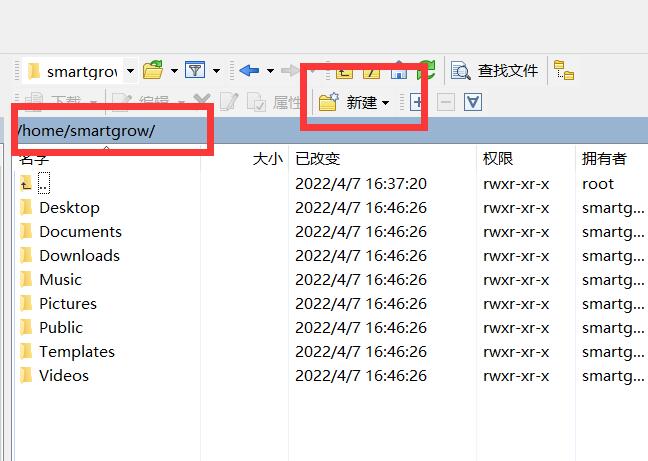 smartgrow
查找文件
下载 编辑 属性 新建
/home/smartgrow/
名字 大小 已改变 权限 拥有者
.. 2022/4/7 16:37:20 rwxr-xr-x root
Desktop 2022/4/7 16:46:26 rwxr-xr-x smartg...
Documents 2022/4/7 16:46:26 rwxr-xr-x smartg...
Downloads 2022/4/7 16:46:26 rwxr-xr-x smartg...
Music 2022/4/7 16:46:26 rwxr-xr-x smartg...
Pictures 2022/4/7 16:46:26 rwxr-xr-x smartg...
Public 2022/4/7 16:46:26 rwxr-xr-x smartg...
Templates 2022/4/7 16:46:26 rwxr-xr-x smartg...
Videos 2022/4/7 16:46:26 rwxr-xr-x smartg...